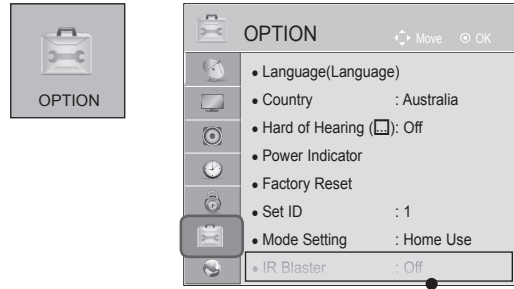 OPTION
OPTION Move OK
• Language(Language)
• Country : Australia
• Hard of Hearing (...): Off
• Power Indicator
• Factory Reset
• Set ID : 1
• Mode Setting : Home Use
• IR Blaster : Off